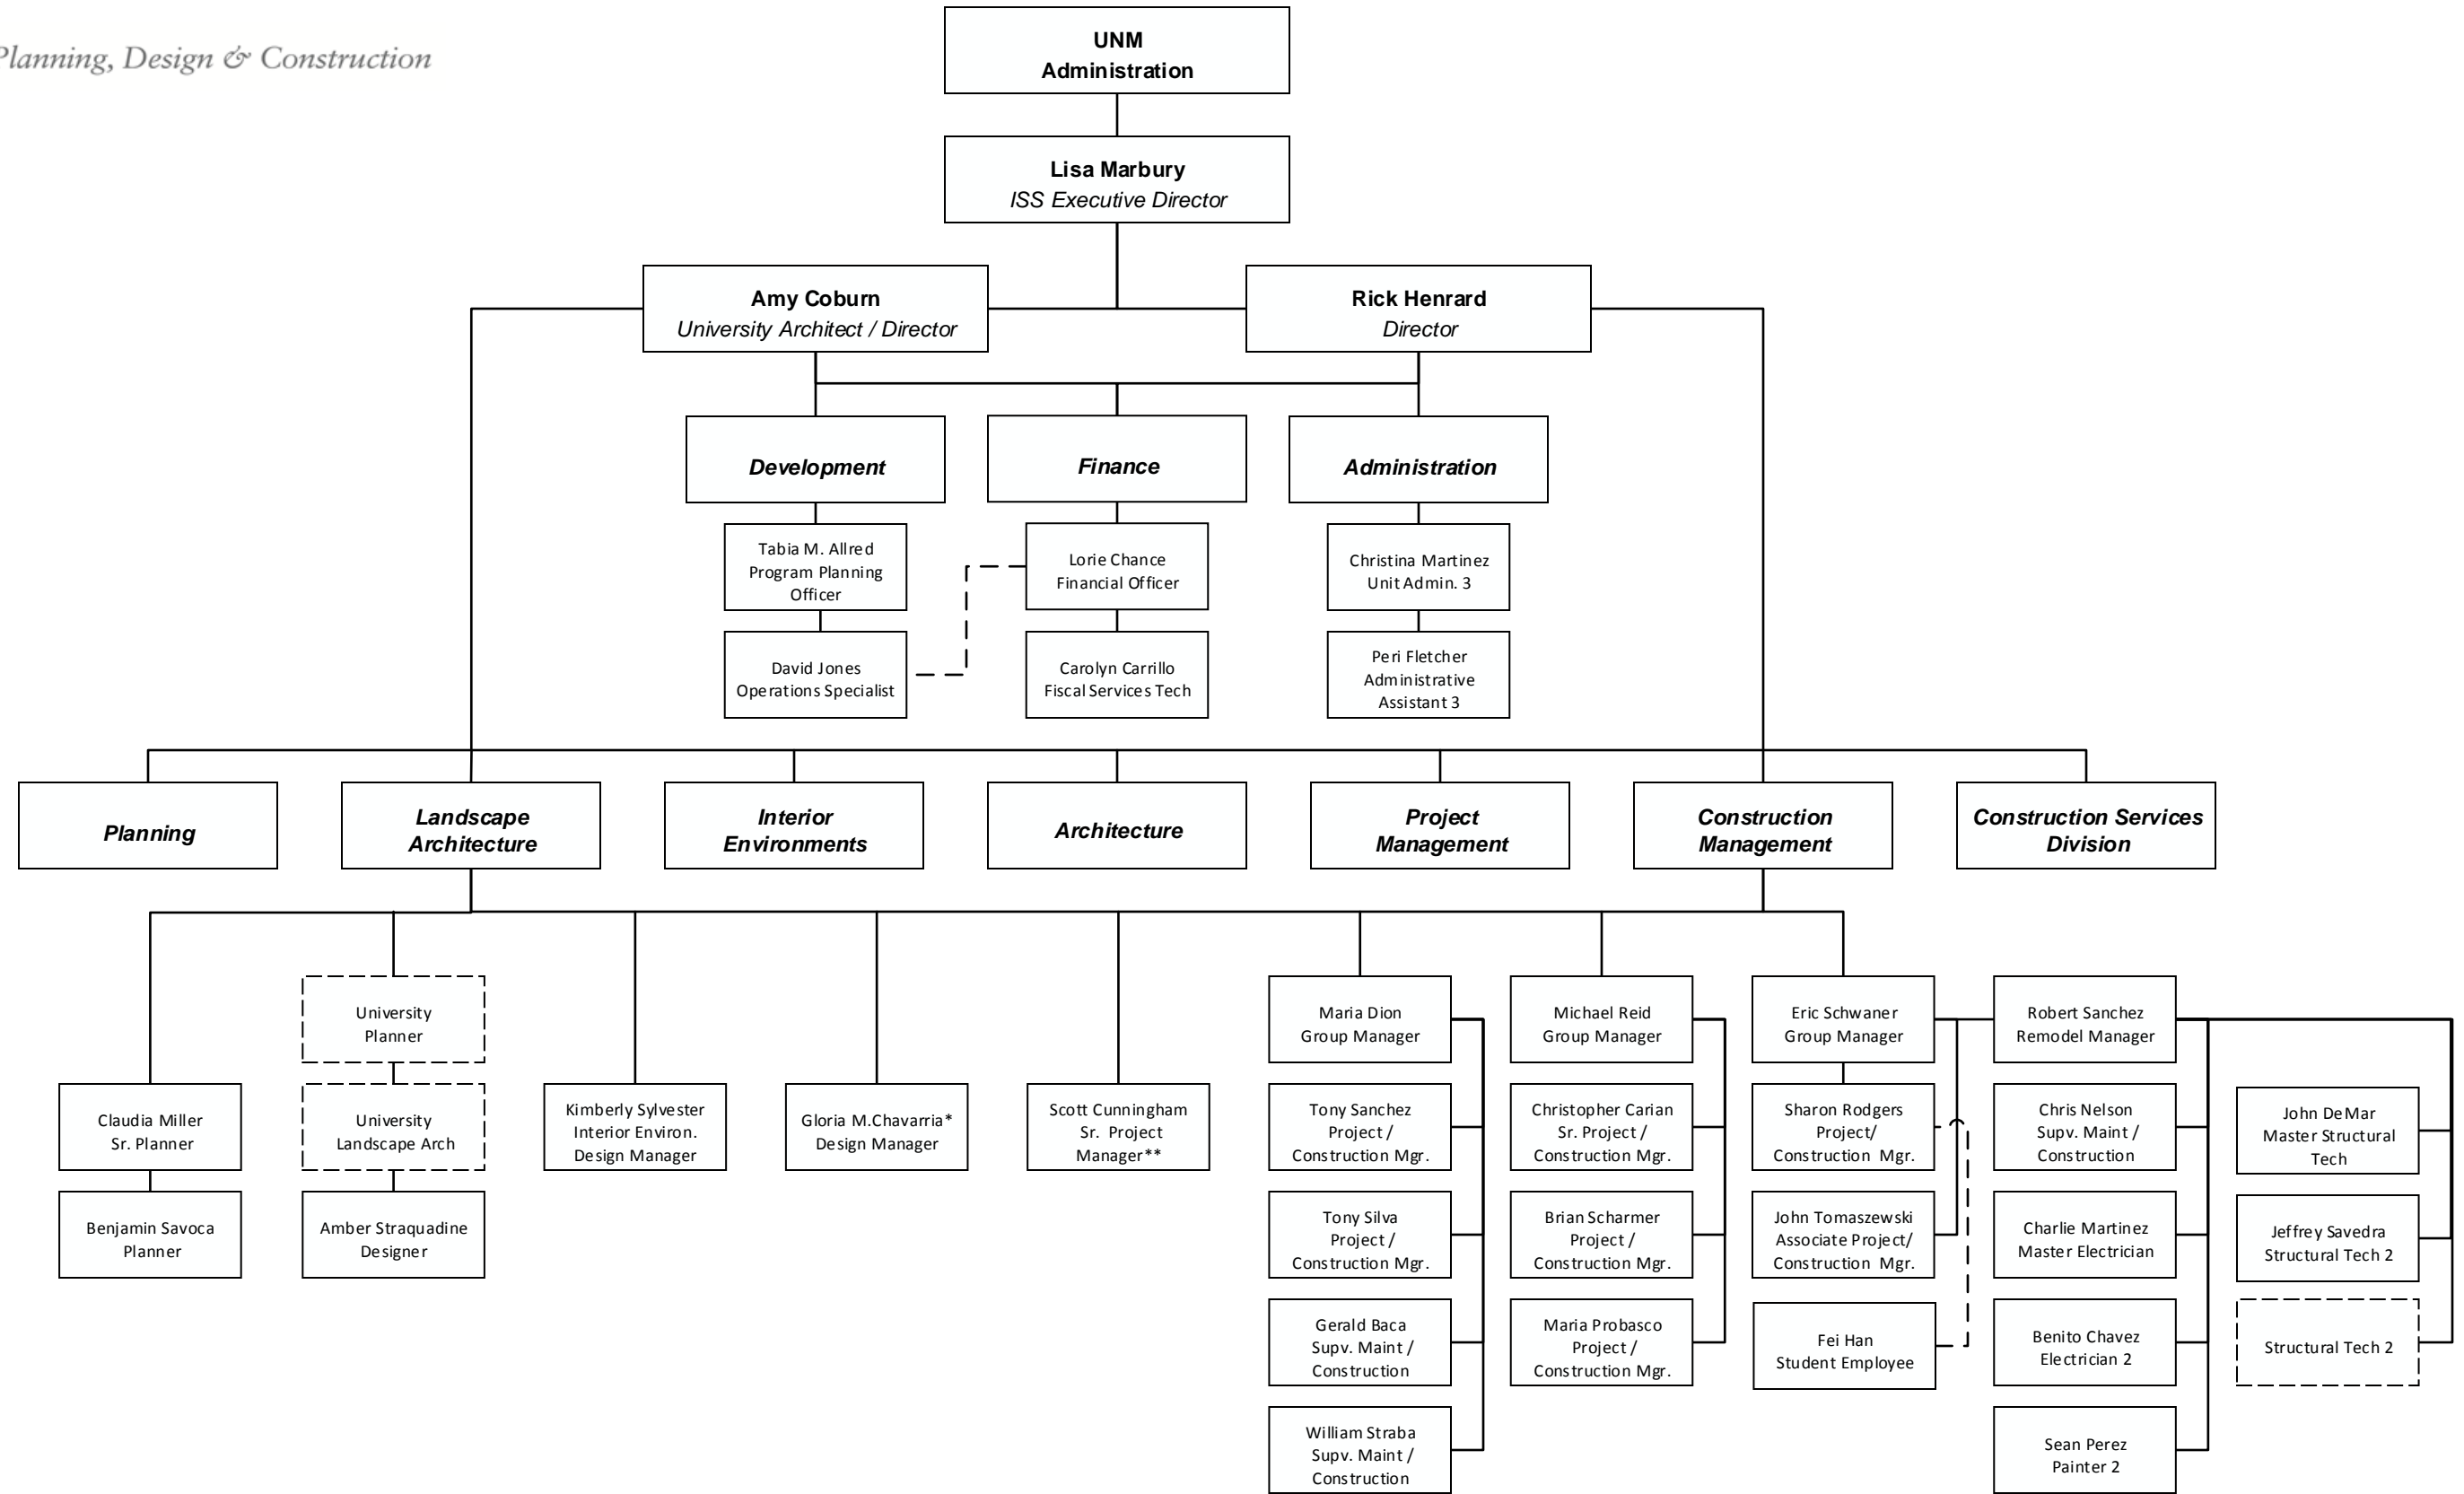 Planning, Design & Construction
UNM
Administration
Lisa Marbury
ISS Executive Director
Amy Coburn
University Architect / Director
Rick Henrard
Director
Development
Finance
Administration
Tabia M. Allred
Program Planning
Officer
Lorie Chance
Financial Officer
Christina Martinez
Unit Admin. 3
David Jones
Operations Specialist
Carolyn Carrillo
Fiscal Services Tech
Peri Fletcher
Administrative
Assistant 3
Planning
Landscape
Architecture
Interior
Environments
Architecture
Project
Management
Construction
Management
Construction Services
Division
University
Planner
Maria Dion
Group Manager
Michael Reid
Group Manager
Eric Schwaner
Group Manager
Robert Sanchez
Remodel Manager
Claudia Miller
Sr. Planner
University
Landscape Arch
Kimberly Sylvester
Interior Environ.
Design Manager
Gloria M.Chavarria*
Design Manager
Scott Cunningham
Sr. Project
Manager**
Tony Sanchez
Project /
Construction Mgr.
Christopher Carian
Sr. Project /
Construction Mgr.
Sharon Rodgers
Project/
Construction Mgr.
Chris Nelson
Supv. Maint /
Construction
John DeMar
Master Structural
Tech
Benjamin Savoca
Planner
Amber Straquadine
Designer
Tony Silva
Project /
Construction Mgr.
Brian Scharmer
Project /
Construction Mgr.
John Tomaszewski
Associate Project/
Construction Mgr.
Charlie Martinez
Master Electrician
Jeffrey Savedra
Structural Tech 2
Gerald Baca
Supv. Maint /
Construction
Maria Probasco
Project /
Construction Mgr.
Fei Han
Student Employee
Benito Chavez
Electrician 2
Structural Tech 2
William Straba
Supv. Maint /
Construction
Sean Perez
Painter 2